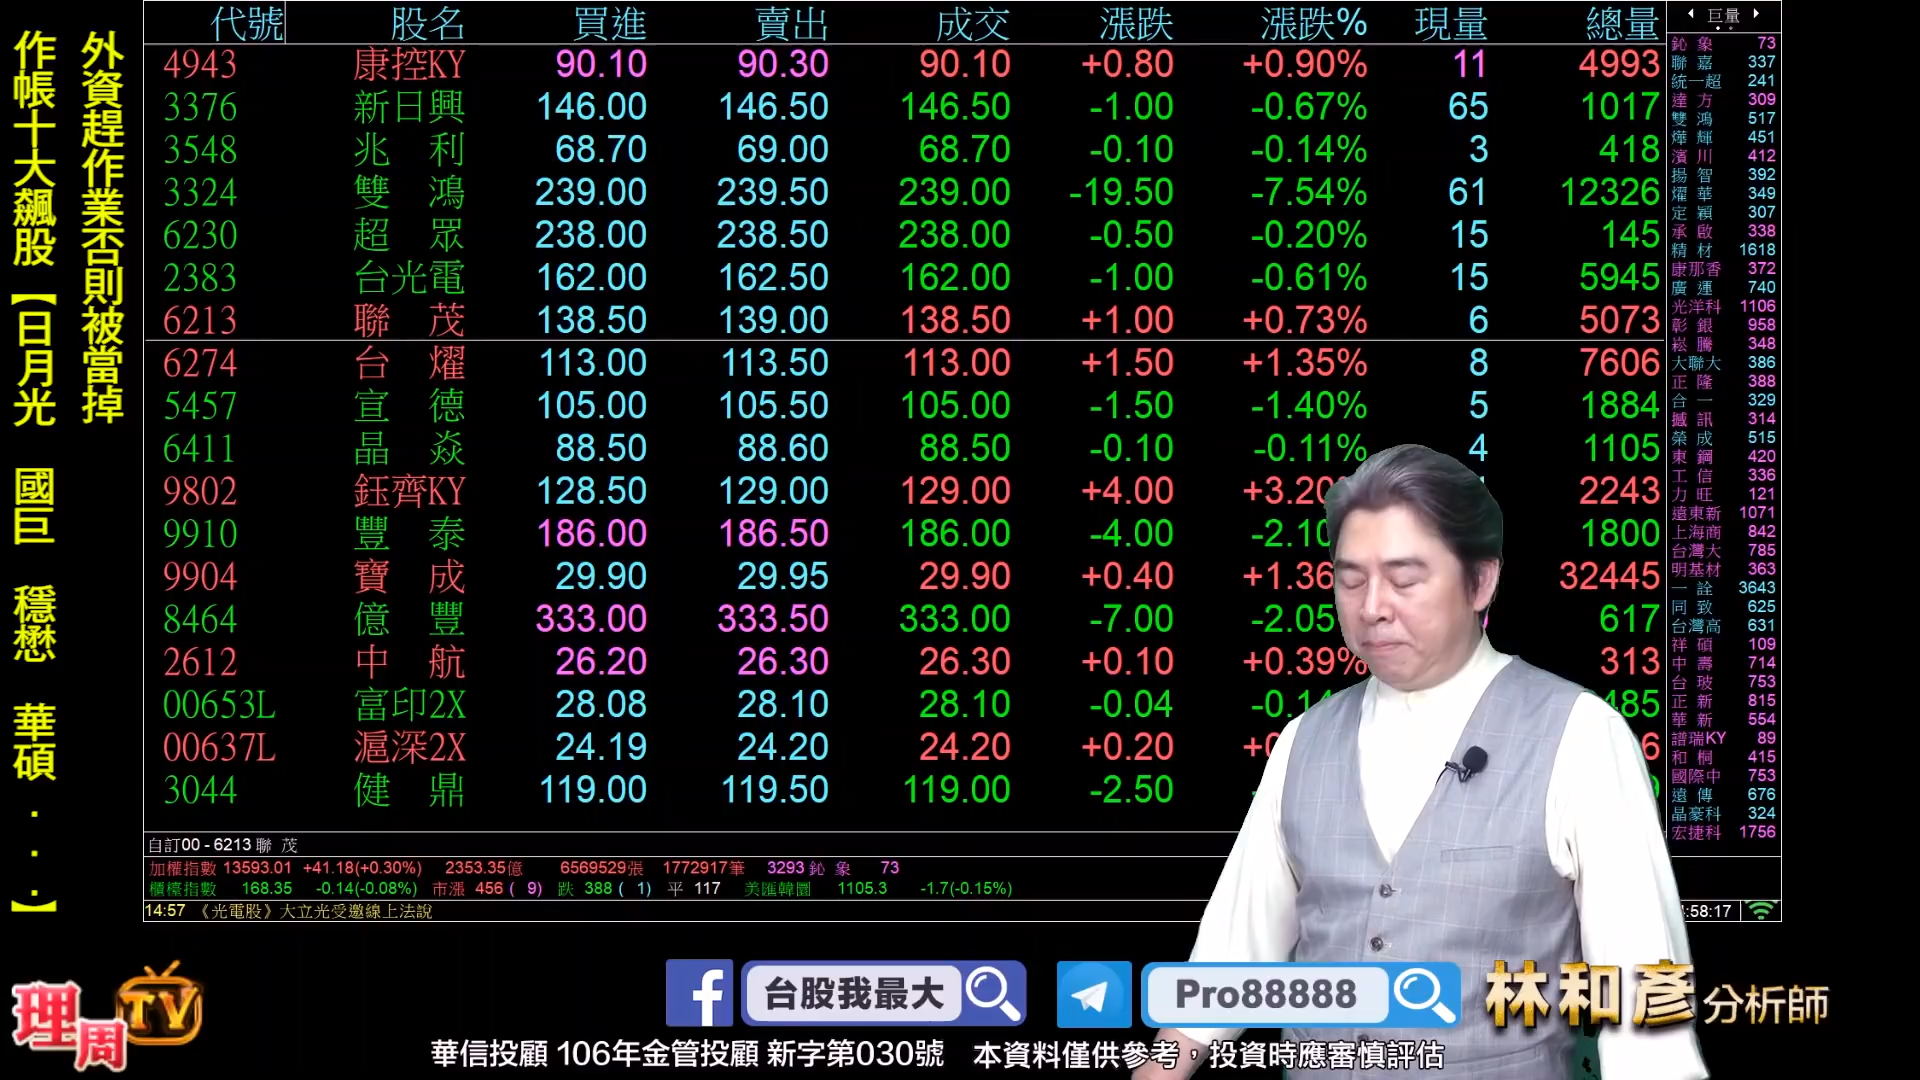 外資趕作業否則被當掉
作帳十大飆股【日月光 國巨 穩懋 華碩...】
代號 股名 買進 賣出 成交 漲跌 漲跌% 現量 總量
4943 康控KY 90.10 90.30 90.10 +0.80 +0.90% 11 4993
3376 新日興 146.00 146.50 146.50 -1.00 -0.67% 65 1017
3548 兆利 68.70 69.00 68.70 -0.10 -0.14% 3 418
3324 雙鴻 239.00 239.50 239.00 -19.50 -7.54% 61 12326
6230 超眾 238.00 238.50 238.00 -0.50 -0.20% 15 145
2383 台光電 162.00 162.50 162.00 -1.00 -0.61% 15 5945
6213 聯茂 138.50 139.00 138.50 +1.00 +0.73% 6 5073
6274 台燿 113.00 113.50 113.00 +1.50 +1.35% 8 7606
5457 宣德 105.00 105.50 105.00 -1.50 -1.40% 5 1884
6411 晶焱 88.50 88.60 88.50 -0.10 -0.11% 4 1105
9802 鈺齊KY 128.50 129.00 129.00 +4.00 +3.20 2243
9910 豐泰 186.00 186.50 186.00 -4.00 -2.10 1800
9904 寶成 29.90 29.95 29.90 +0.40 +1.36 32445
8464 億豐 333.00 333.50 333.00 -7.00 -2.05 617
2612 中航 26.20 26.30 26.30 +0.10 +0.39% 313
00653L 富印2X 28.08 28.10 28.10 -0.04 -0.1 485
00637L 滬深2X 24.19 24.20 24.20 +0.20
3044 健鼎 119.00 119.50 119.00 -2.50
巨量
鈊象 73
聯嘉 337
統一超 241
達方 309
雙鴻 517
燁輝 451
濱川 412
揚智 392
燿華 349
定穎 307
承啟 338
精材 1618
康那香 372
廣運 740
光洋科 1106
彰銀 958
崧騰 348
大聯大 386
正隆 388
合一 329
撼訊 314
榮成 515
東鋼 420
工信 336
力旺 121
遠東新 1071
上海商 842
台灣大 785
明基材 363
一詮 3643
同致 625
台灣高 631
祥碩 109
中壽 714
台玻 753
正新 815
華新 554
譜瑞KY 89
和桐 415
國際中 753
遠傳 676
晶豪科 324
宏捷科 1756
自訂00 - 6213 聯茂
加權指數 13593.01 +41.18(+0.30%) 2353.35億 6569529張 1772917筆 3293 鈊象 73
櫃檯指數 168.35 -0.14(-0.08%) 市漲 456 ( 9) 跌 388 ( 1) 平 117 美匯韓圜 1105.3 -1.7(-0.15%)
14:57 《光電股》大立光受邀線上法說
:58:17
理周TV
台股我最大
Pro88888
林和彥分析師
華信投顧 106年金管投顧 新字第030號 本資料僅供參考,投資時應審慎評估